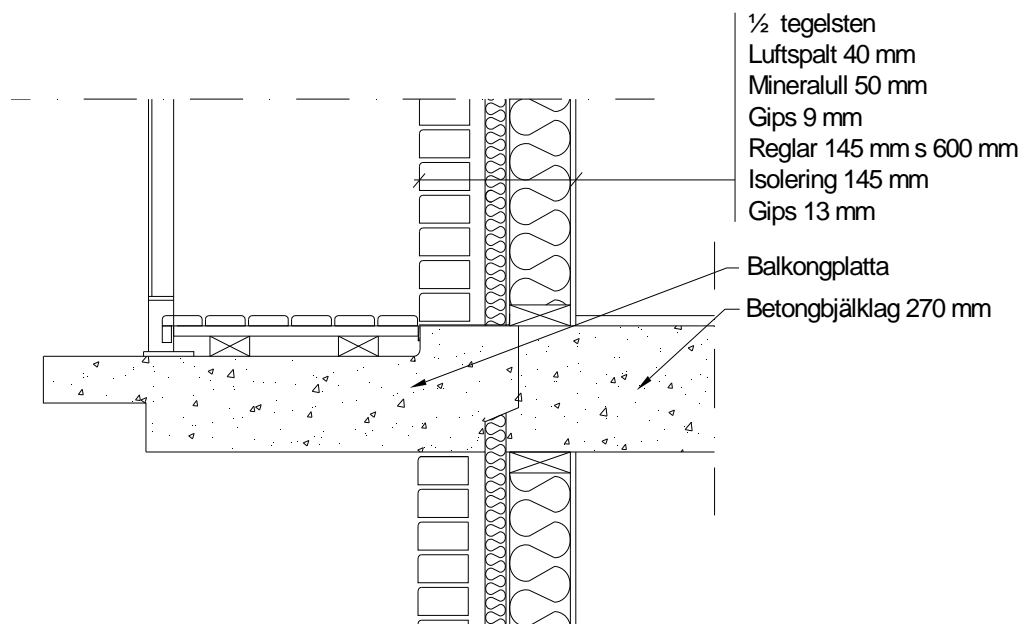 ½ tegelsten
Luftspalt 40 mm
Mineralull 50 mm
Gips 9 mm
Reglar 145 mm s 600 mm
Isolering 145 mm
Gips 13 mm
Balkongplatta
Betongbjälklag 270 mm